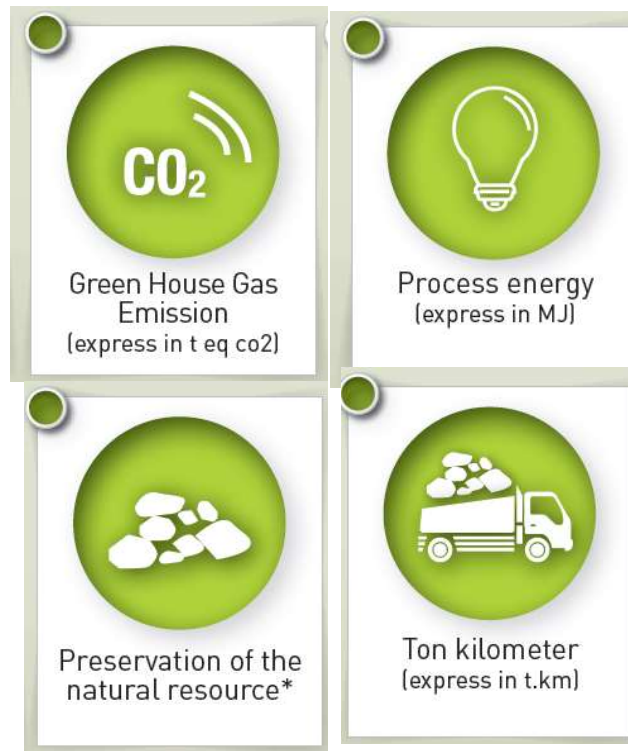 CO₂
Green House Gas
Emission
(express in t eq co2)
Process energy
(express in MJ)
Preservation of the
natural resource*
Ton kilometer
(express in t.km)